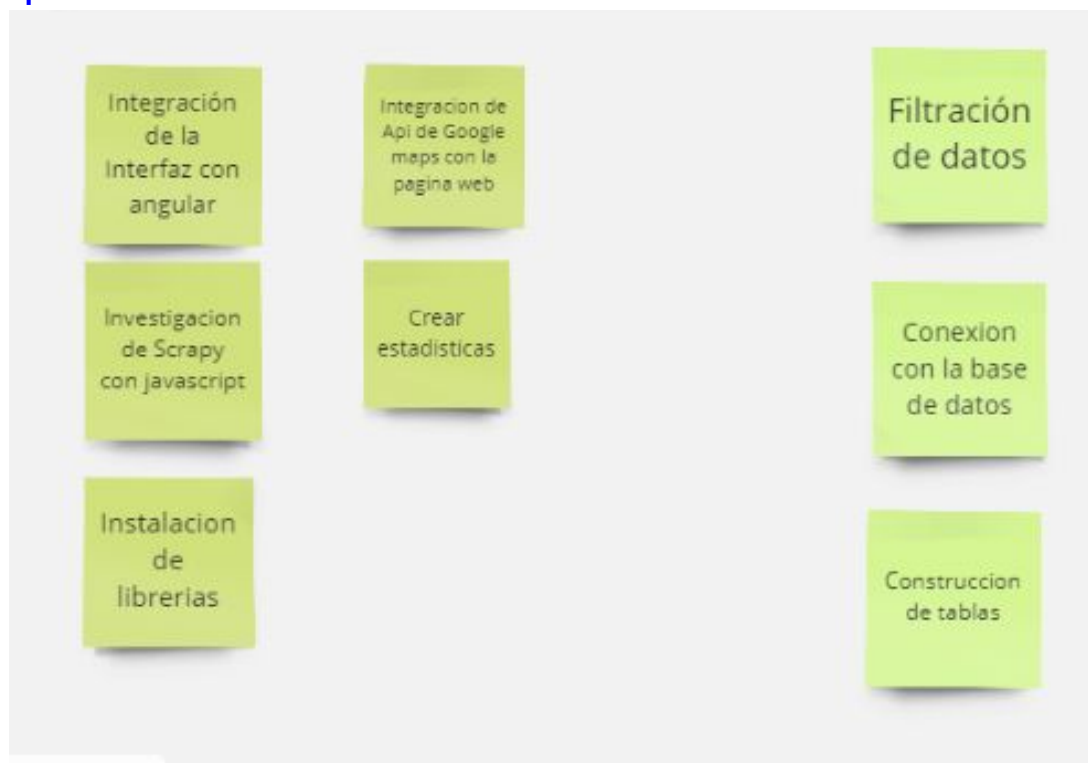 Integración
de la
Interfaz con
angular
Integracion de
Api de Google
maps con la
pagina web
Filtración
de datos
Investigacion
de Scrapy
con javascript
Crear
estadisticas
Conexion
con la base
de datos
Instalacion
de
librerias
Construccion
de tablas